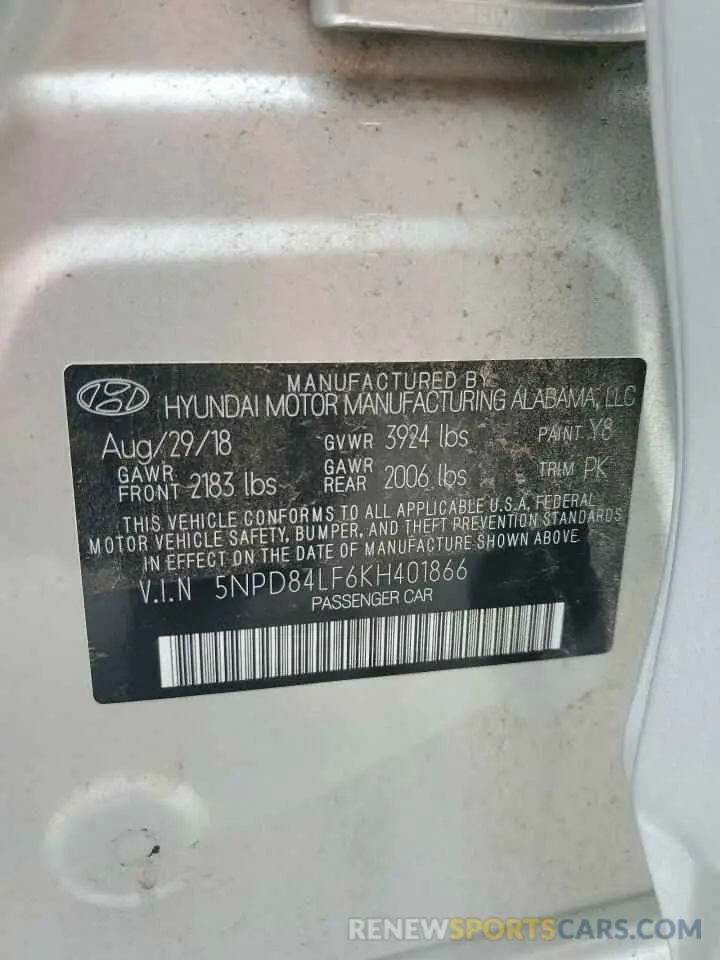 MANUFACTURED BY
HYUNDAI MOTOR MANUFACTURING ALABAMA, LLC
Aug/29/18 GVWR 3924 lbs PAINT Y8
GAWR FRONT 2183 lbs GAWR REAR 2006 lbs TRIM PK
THIS VEHICLE CONFORMS TO ALL APPLICABLE U.S.A. FEDERAL
MOTOR VEHICLE SAFETY, BUMPER, AND THEFT PREVENTION STANDARDS
IN EFFECT ON THE DATE OF MANUFACTURE SHOWN ABOVE.
V.I.N 5NPD84LF6KH401866
PASSENGER CAR
RENEWSPORTSCARS.COM